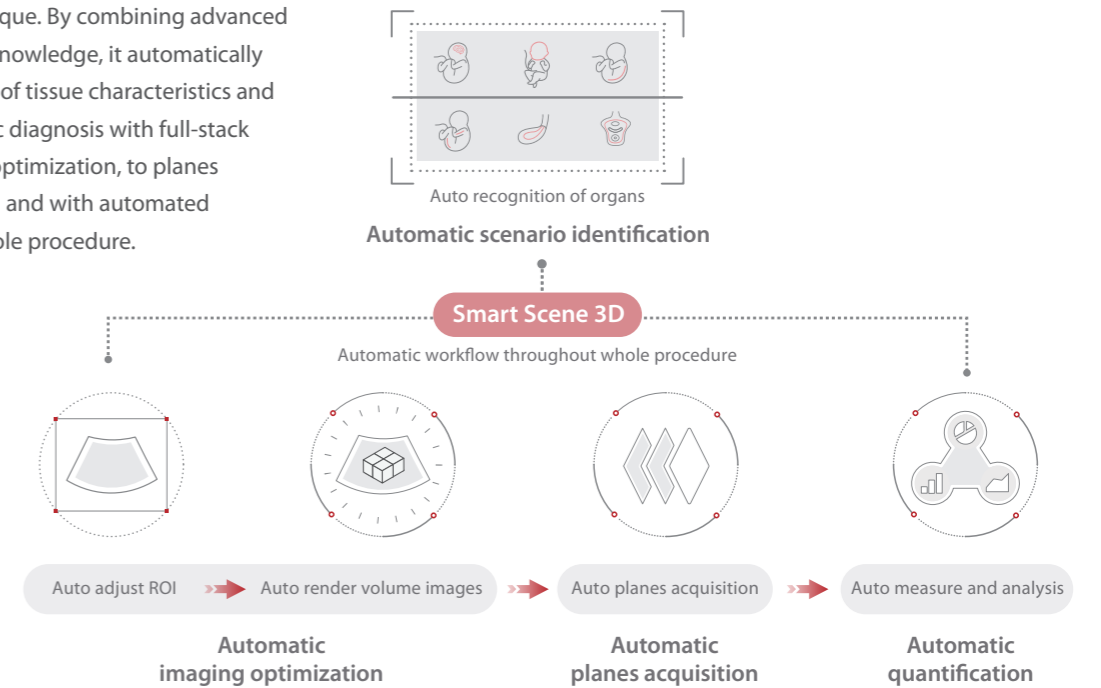 que. By combining advanced
nowledge, it automatically
of tissue characteristics and
c diagnosis with full-stack
optimization, to planes
and with automated
ole procedure.
Auto recognition of organs
Automatic scenario identification
Smart Scene 3D
Automatic workflow throughout whole procedure
Auto adjust ROI
Auto render volume images
Auto planes acquisition
Auto measure and analysis
Automatic
imaging optimization
Automatic
planes acquisition
Automatic
quantification